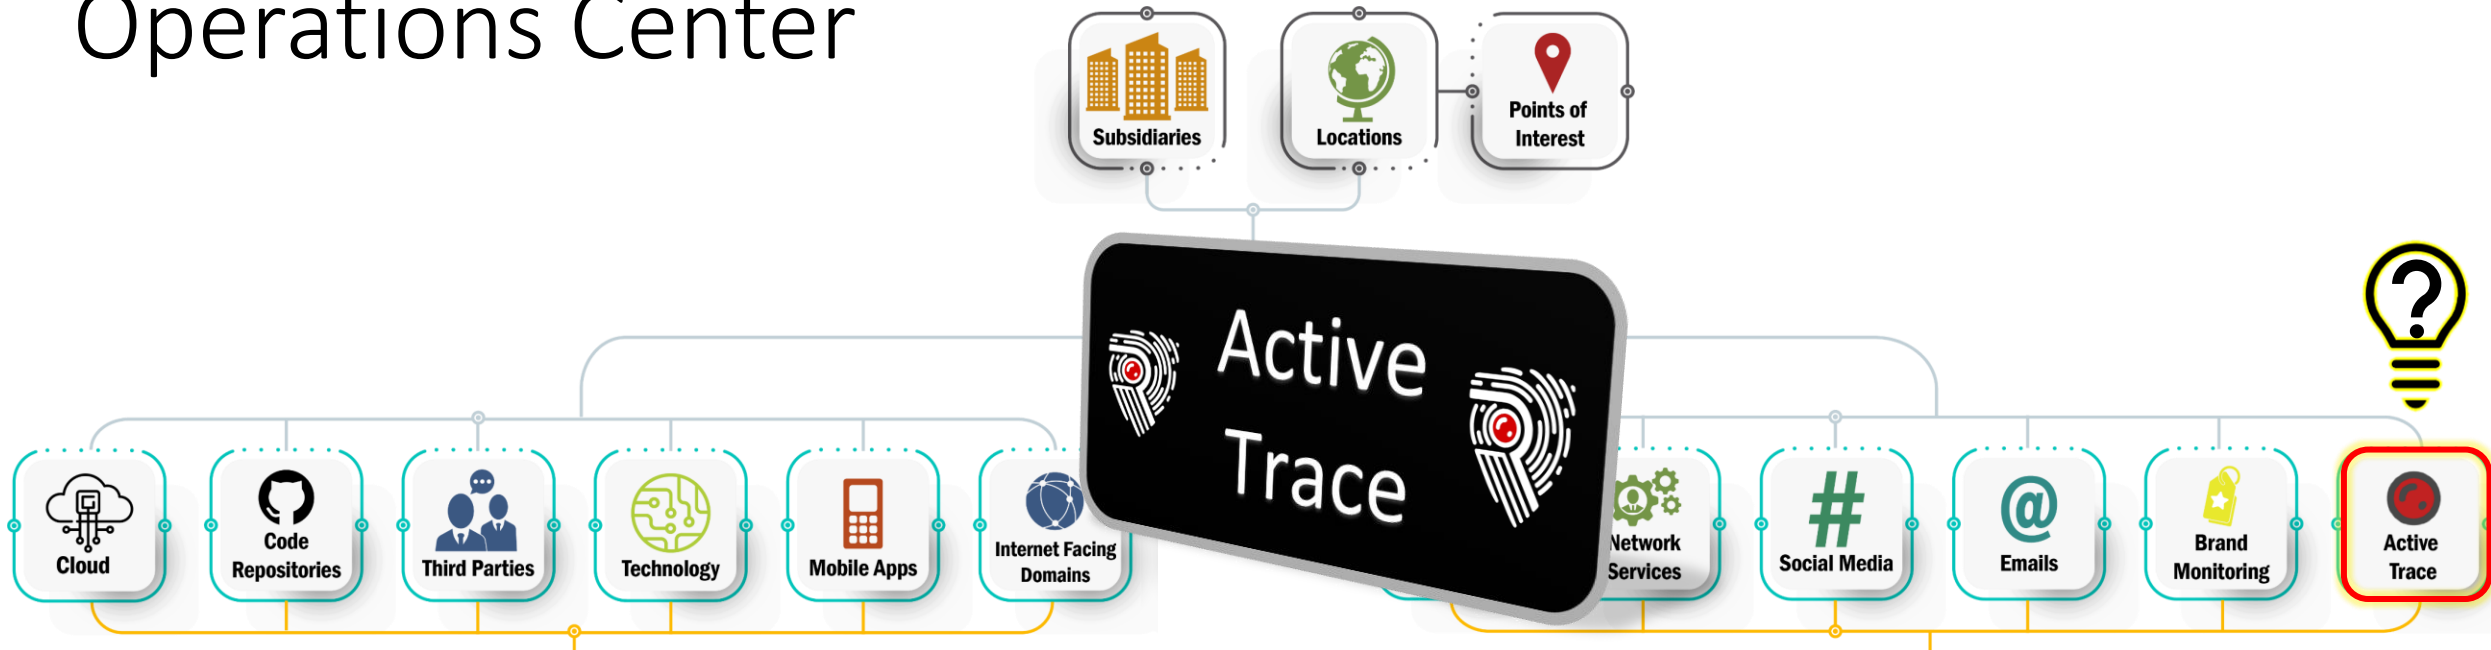 Operations Center
Subsidiaries
Locations
Points of
Interest
?
Active
Trace
Cloud
Code
Repositories
Third Parties
Technology
Mobile Apps
Internet Facing
Domains
Network
Services
#
Social Media
@
Emails
Brand
Monitoring
Active
Trace